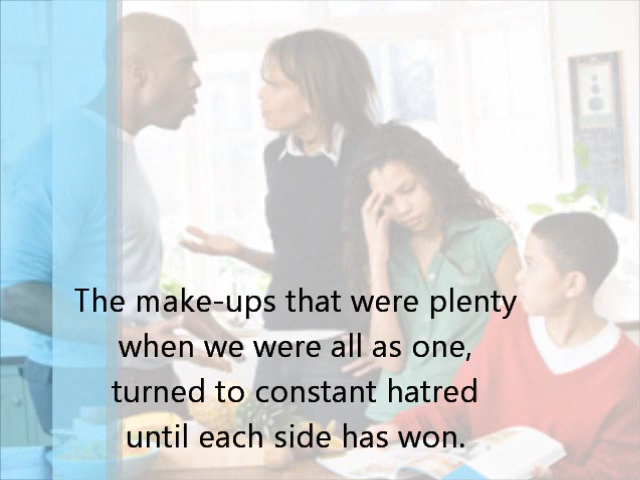 The make-ups that were plenty
when we were all as one,
turned to constant hatred
until each side has won.